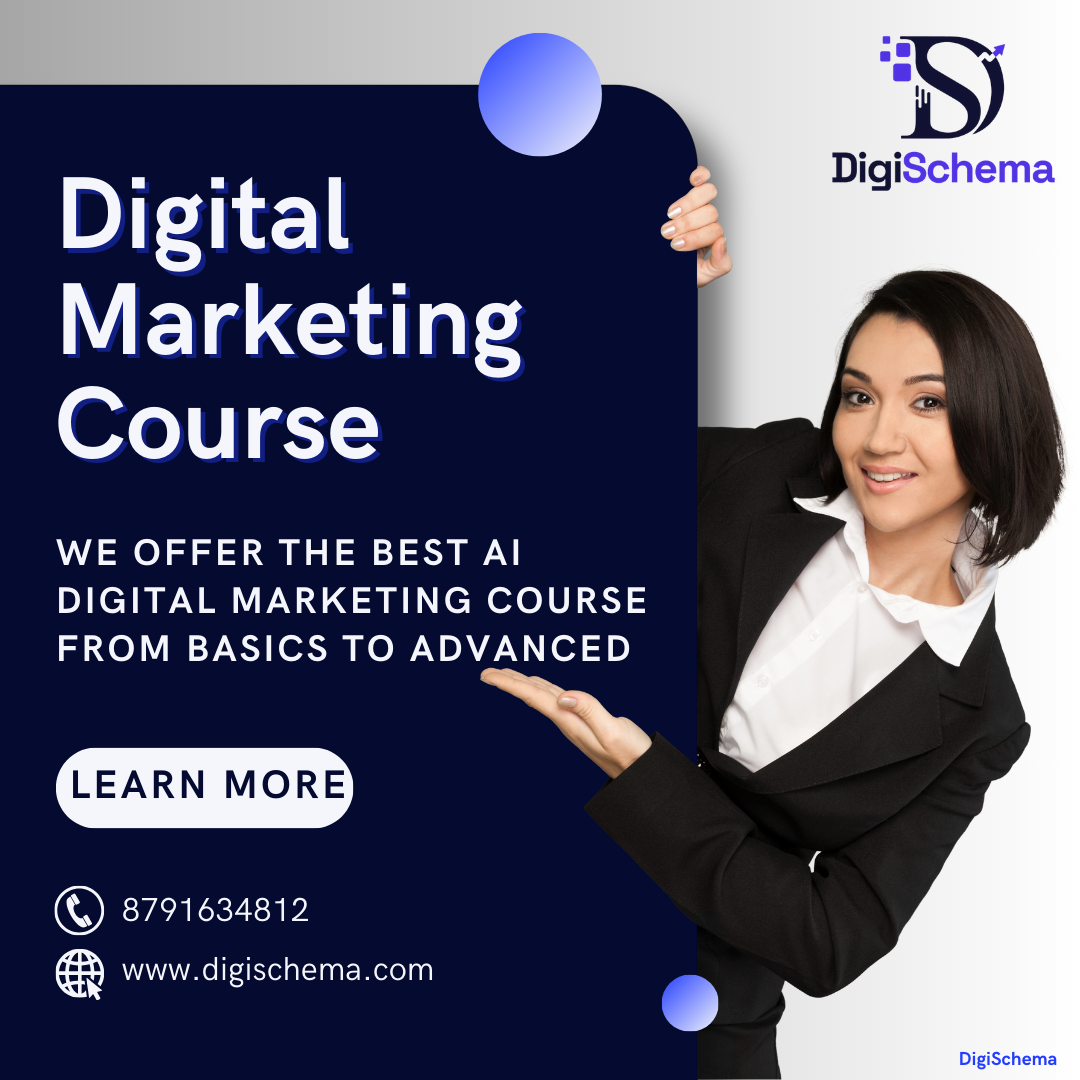 DigiSchema
Digital
Marketing
Course
WE OFFER THE BEST AI
DIGITAL MARKETING COURSE
FROM BASICS TO ADVANCED
LEARN MORE
8791634812
www.digischema.com
DigiSchema